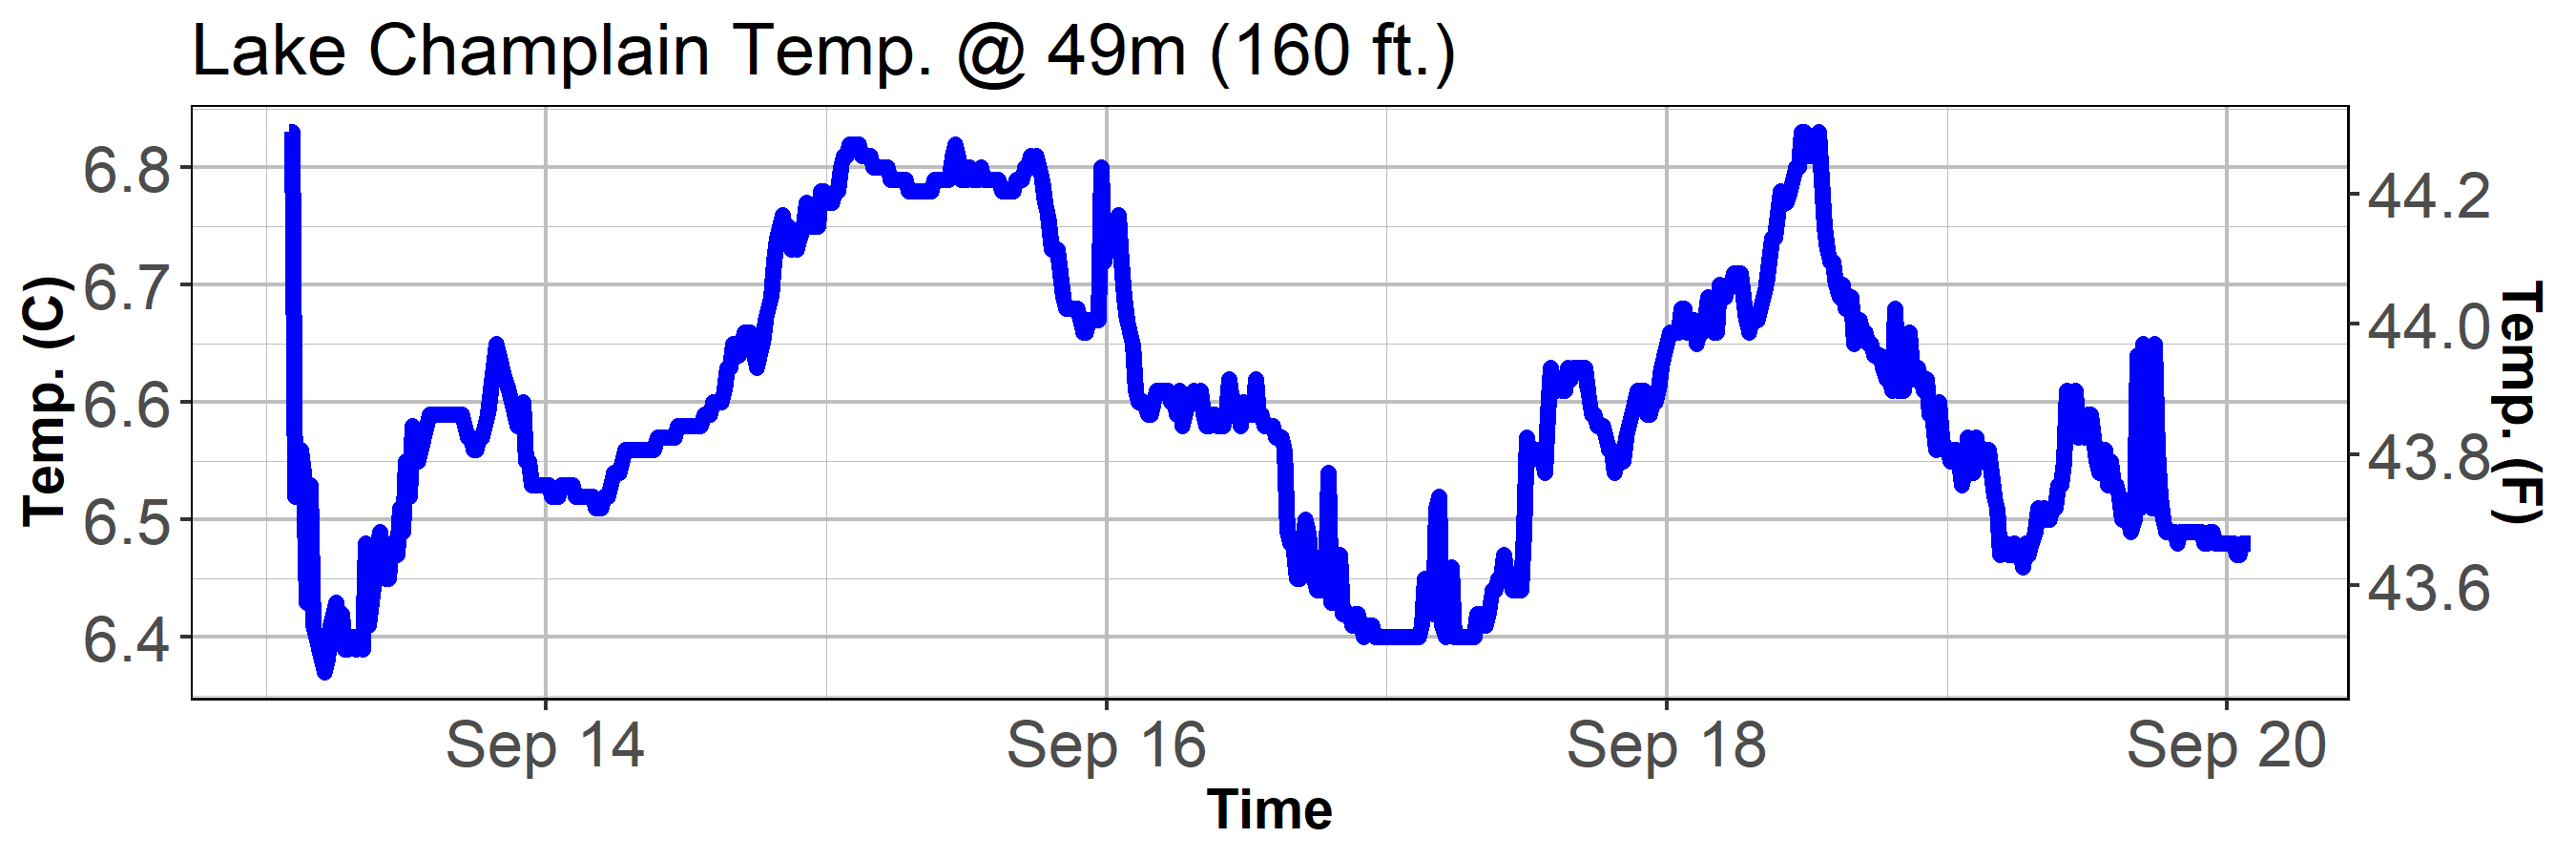 Lake Champlain Temp. @ 49m (160 ft.)
Temp. (C)
6.8
6.7
6.6
6.5
6.4
44.2
44.0
43.8
43.6
Temp. (F)
Sep 14
Sep 16
Sep 18
Sep 20
Time